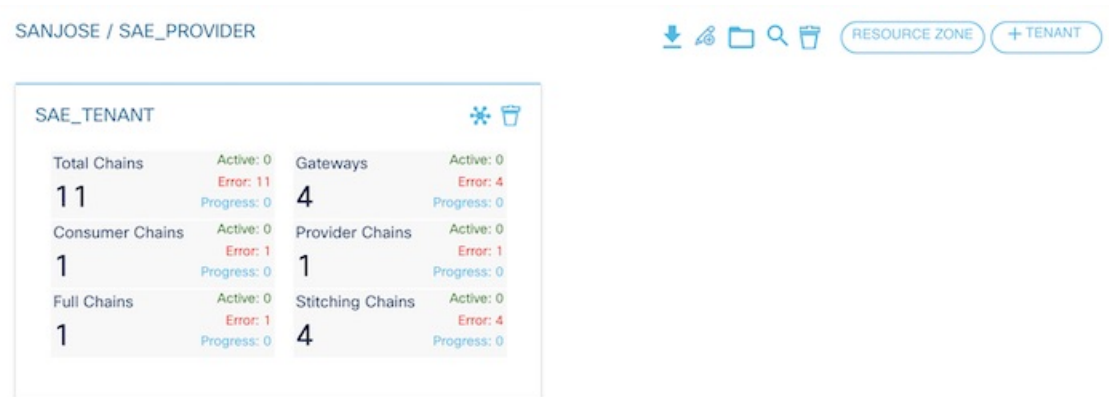 SANJOSE / SAE_PROVIDER
RESOURCE ZONE
+ TENANT
SAE_TENANT
Total Chains
11
Active: 0
Error: 11
Progress: 0
Gateways
4
Active: 0
Error: 4
Progress: 0
Consumer Chains
1
Active: 0
Error: 1
Progress: 0
Provider Chains
1
Active: 0
Error: 1
Progress: 0
Full Chains
1
Active: 0
Error: 1
Progress: 0
Stitching Chains
4
Active: 0
Error: 4
Progress: 0